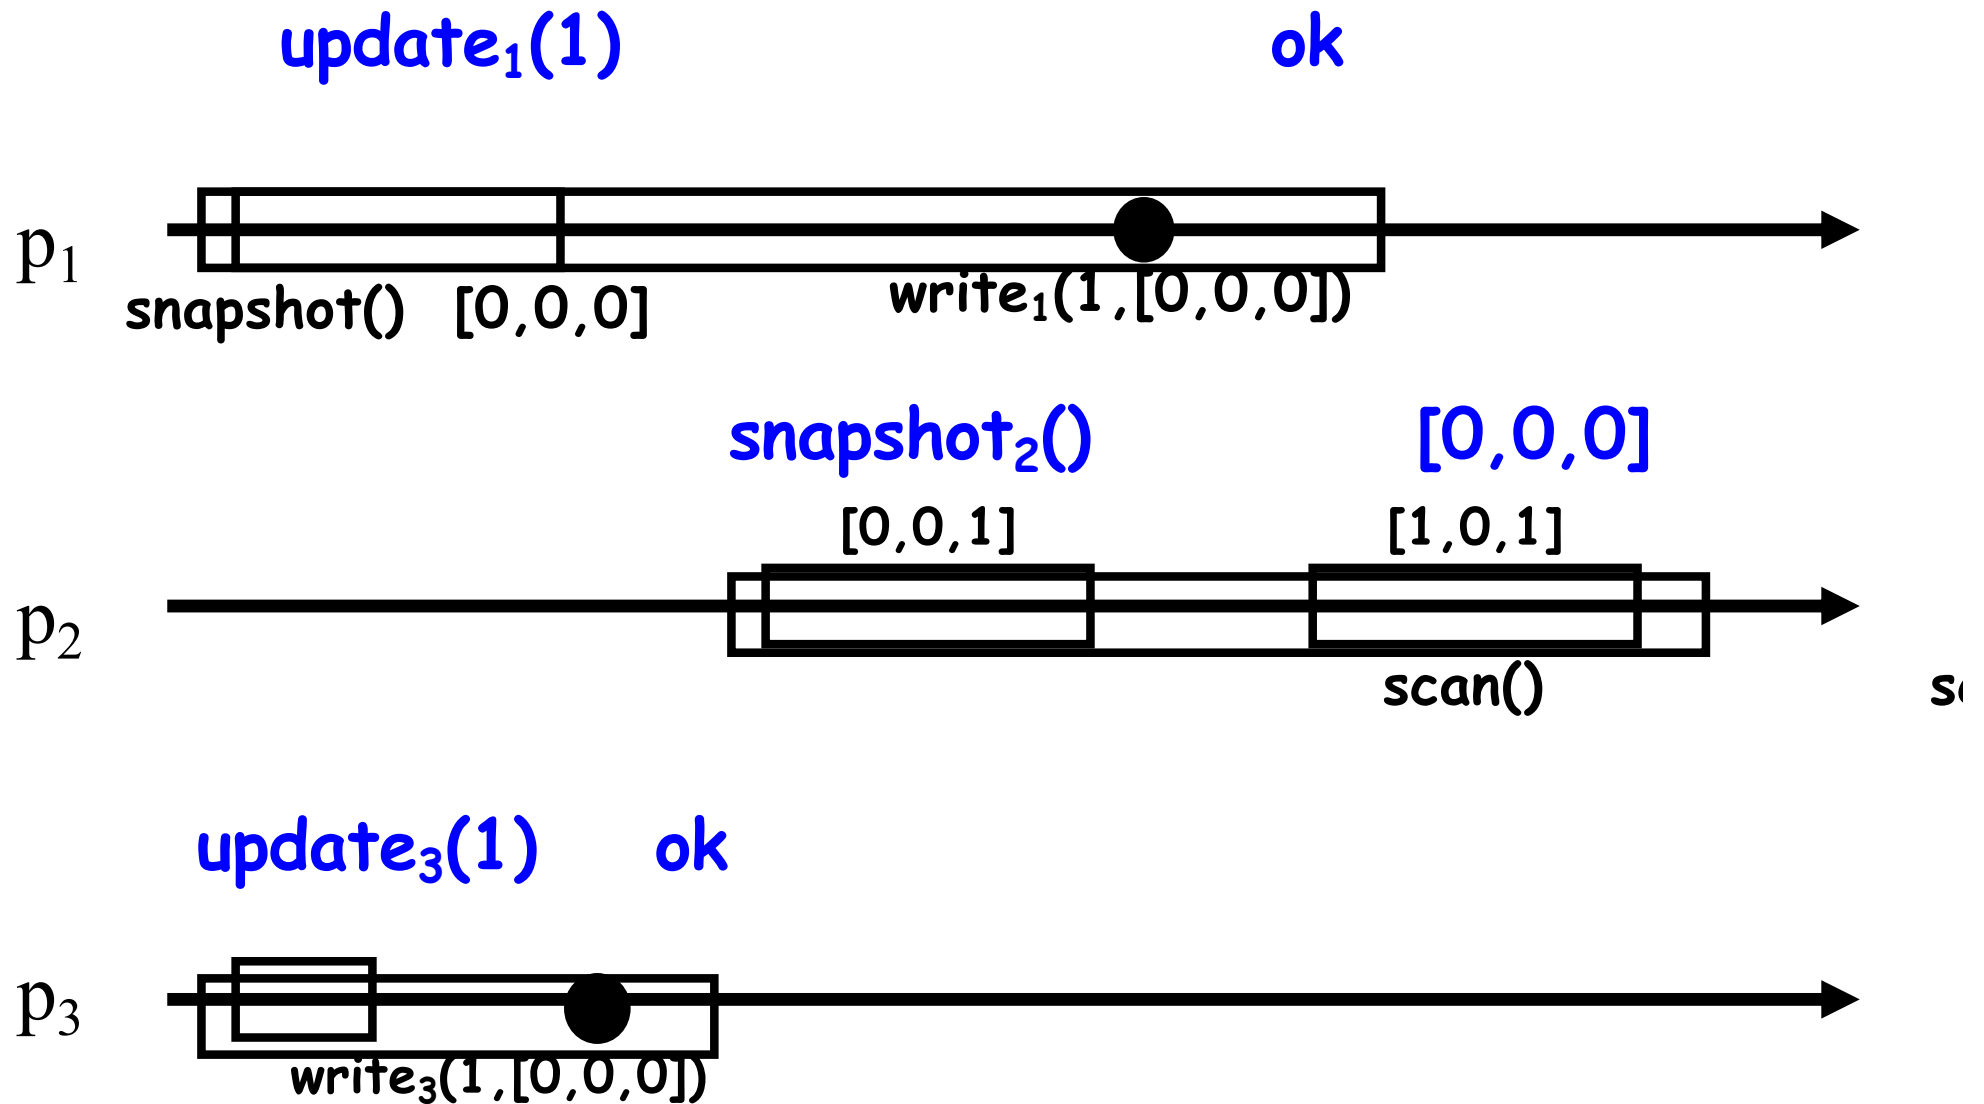 update₁(1) ok
p₁
snapshot() [0,0,0] write₁(1,[0,0,0])
snapshot₂() [0,0,0]
[0,0,1] [1,0,1]
p₂
scan()
update₃(1) ok
p₃
write₃(1,[0,0,0])